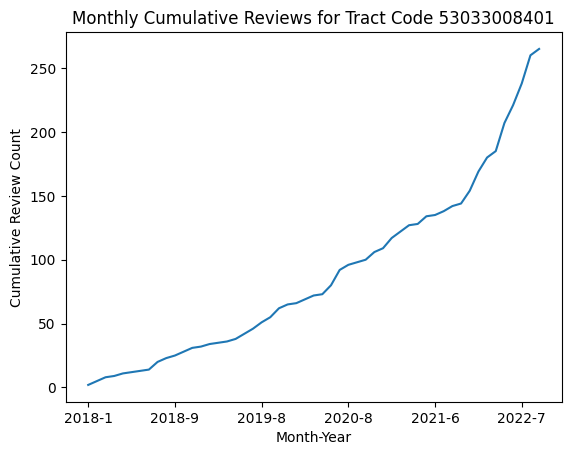 Monthly Cumulative Reviews for Tract Code 53033008401
250
200
150
100
50
0
Cumulative Review Count
2018-1 2018-9 2019-8 2020-8 2021-6 2022-7
Month-Year